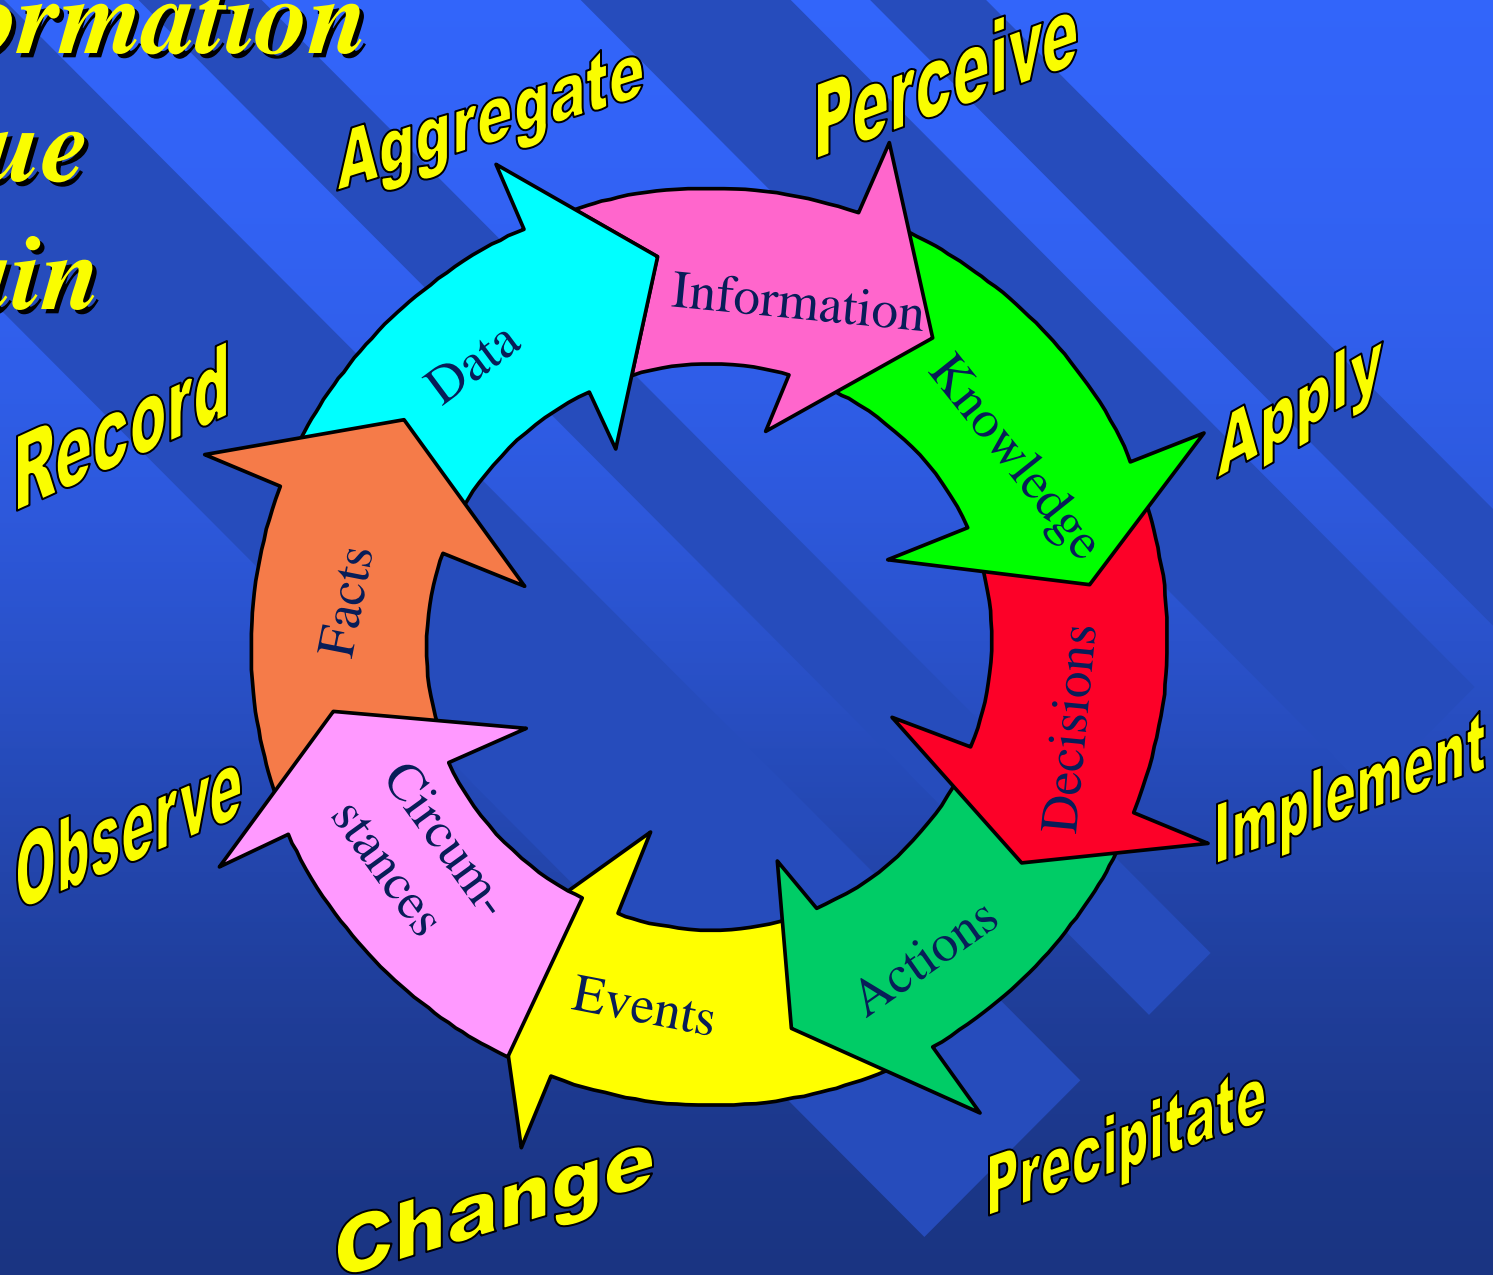 ormation
ue
ain
Aggregate
Perceive
Information
Data
Knowledge
Record
Apply
Facts
Decisions
Observe
Implement
Circum-
stances
Events
Actions
Change
Precipitate